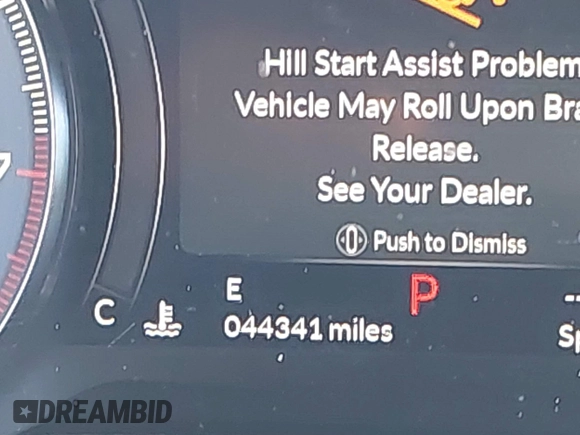 Hill Start Assist Problem
Vehicle May Roll Upon Bra
Release.
See Your Dealer.
Push to Dismiss
E
P
C
044341 miles
Sp
DREAMBID